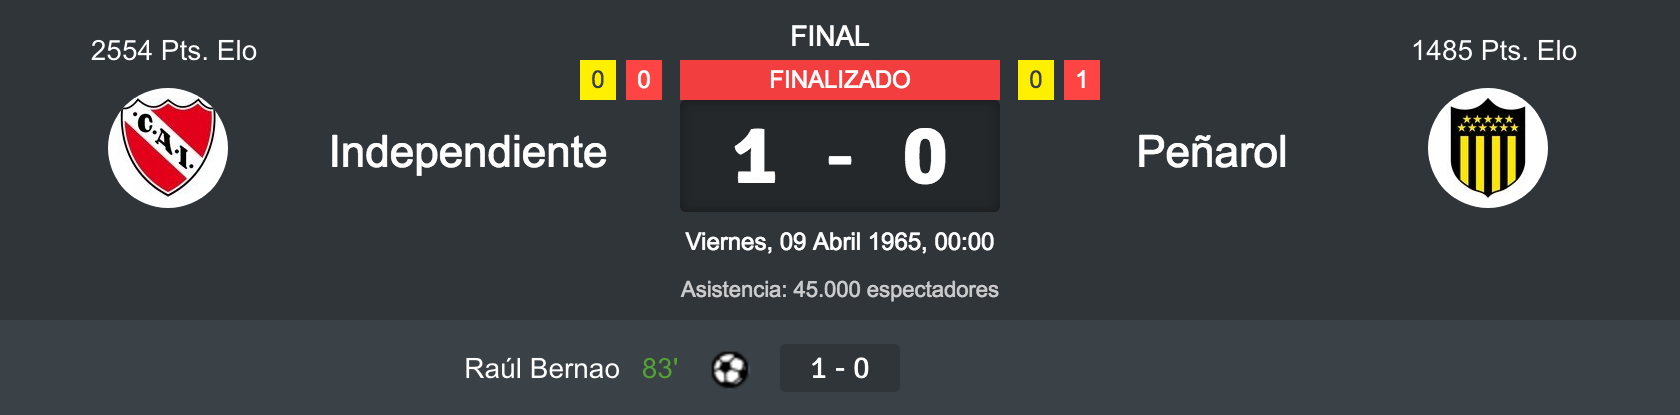 2554 Pts. Elo
FINAL
1485 Pts. Elo
0 0 FINALIZADO 0 1
C.A.I.
Independiente
1 - 0
Peñarol
Viernes, 09 Abril 1965, 00:00
Asistencia: 45.000 espectadores
Raúl Bernao 83' 1 - 0